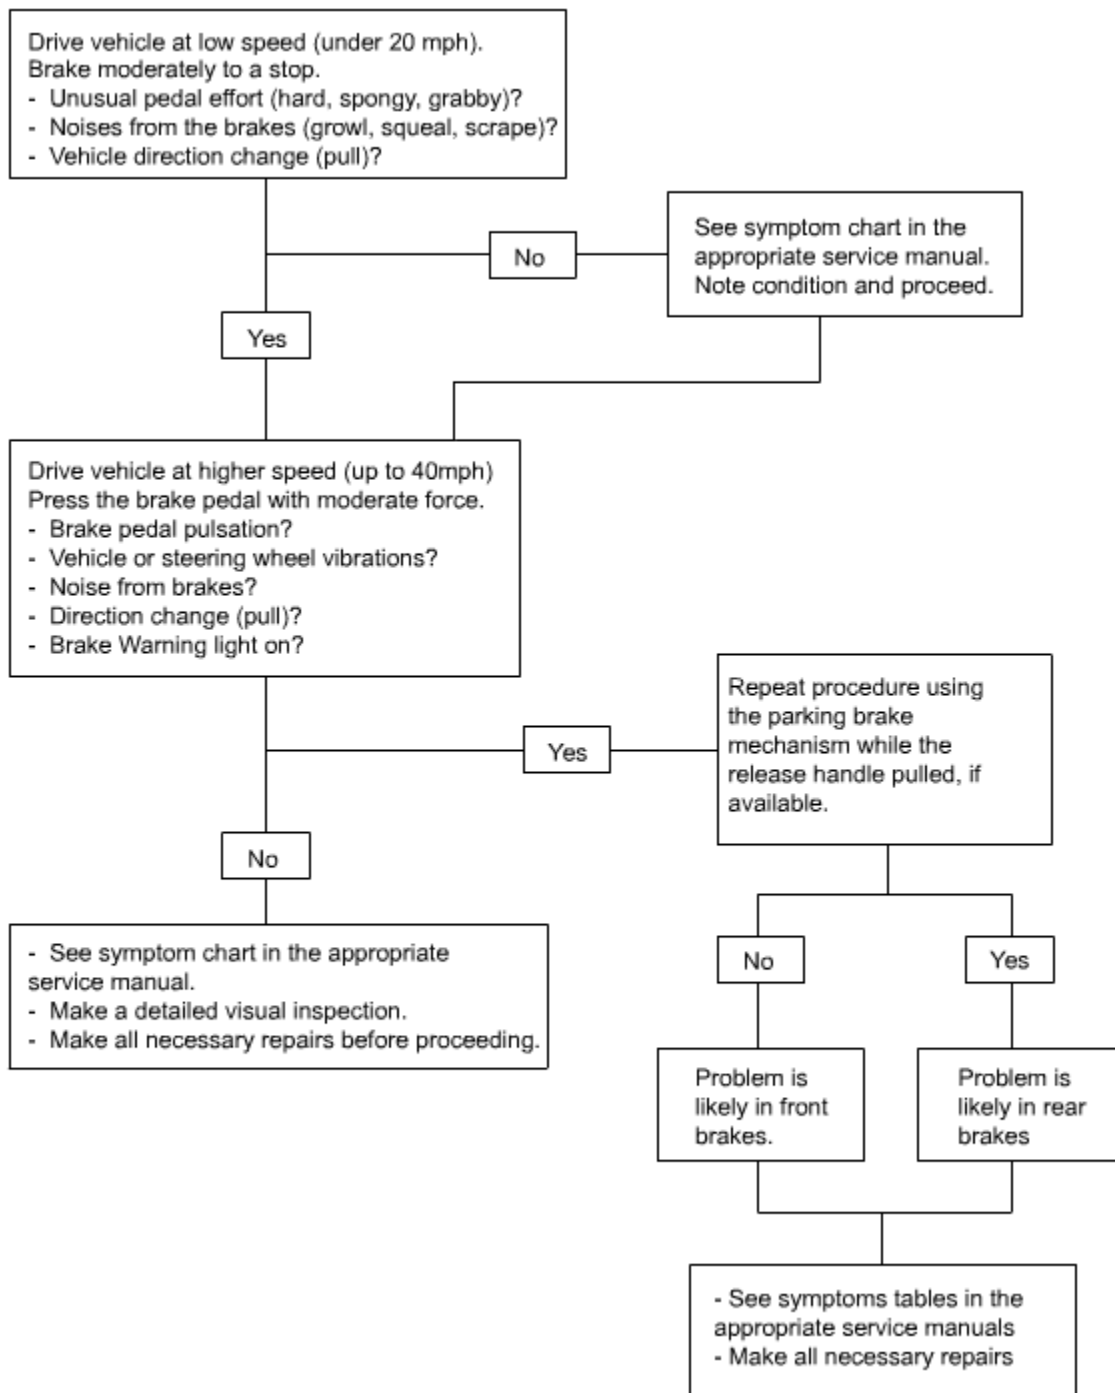 Drive vehicle at low speed (under 20 mph).
Brake moderately to a stop.
- Unusual pedal effort (hard, spongy, grabby)?
- Noises from the brakes (growl, squeal, scrape)?
- Vehicle direction change (pull)?
No
See symptom chart in the
appropriate service manual.
Note condition and proceed.
Yes
Drive vehicle at higher speed (up to 40mph)
Press the brake pedal with moderate force.
- Brake pedal pulsation?
- Vehicle or steering wheel vibrations?
- Noise from brakes?
- Direction change (pull)?
- Brake Warning light on?
Yes
Repeat procedure using
the parking brake
mechanism while the
release handle pulled, if
available.
No
- See symptom chart in the appropriate
service manual.
- Make a detailed visual inspection.
- Make all necessary repairs before proceeding.
No
Yes
Problem is
likely in front
brakes.
Problem is
likely in rear
brakes
- See symptoms tables in the
appropriate service manuals
- Make all necessary repairs